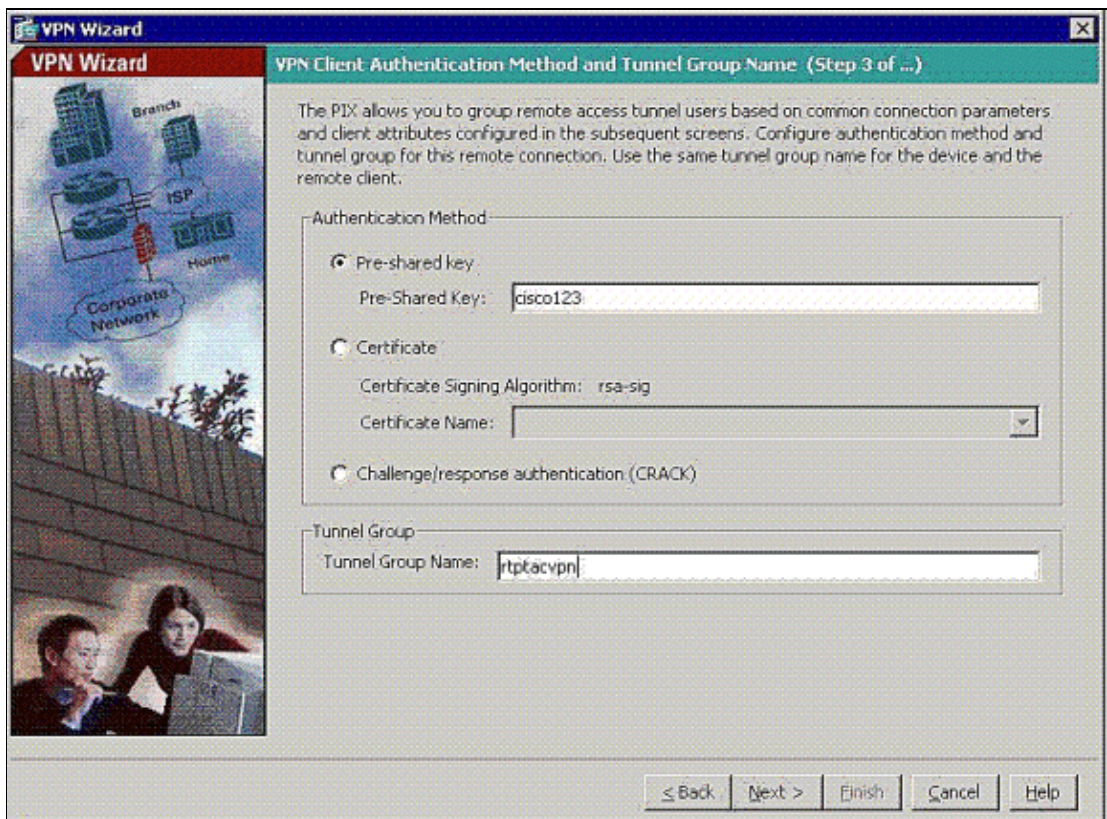 VPN Wizard
VPN Wizard
VPN Client Authentication Method and Tunnel Group Name (Step 3 of ...)
Branch
ISP
Home
Corporate
Network
The PIX allows you to group remote access tunnel users based on common connection parameters
and client attributes configured in the subsequent screens. Configure authentication method and
tunnel group for this remote connection. Use the same tunnel group name for the device and the
remote client.
Authentication Method
Pre-shared key
Pre-Shared Key: cisco123
Certificate
Certificate Signing Algorithm: rsa-sig
Certificate Name:
Challenge/response authentication (CRACK)
Tunnel Group
Tunnel Group Name: rtptacvpn
< Back Next > Finish Cancel Help